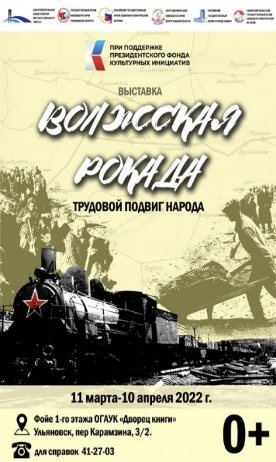 ПРИ ПОДДЕРЖКЕ
ПРЕЗИДЕНТСКОГО ФОНДА
КУЛЬТУРНЫХ ИНИЦИАТИВ
ВЫСТАВКА
ВОЛЖСКАЯ
РОКАДА
ТРУДОВОЙ ПОДВИГ НАРОДА
11 марта-10 апреля 2022 г.
Фойе 1-го этажа ОГАУК «Дворец книги»
Ульяновск, пер Карамзина, 3/2.
для справок 41-27-03
0+